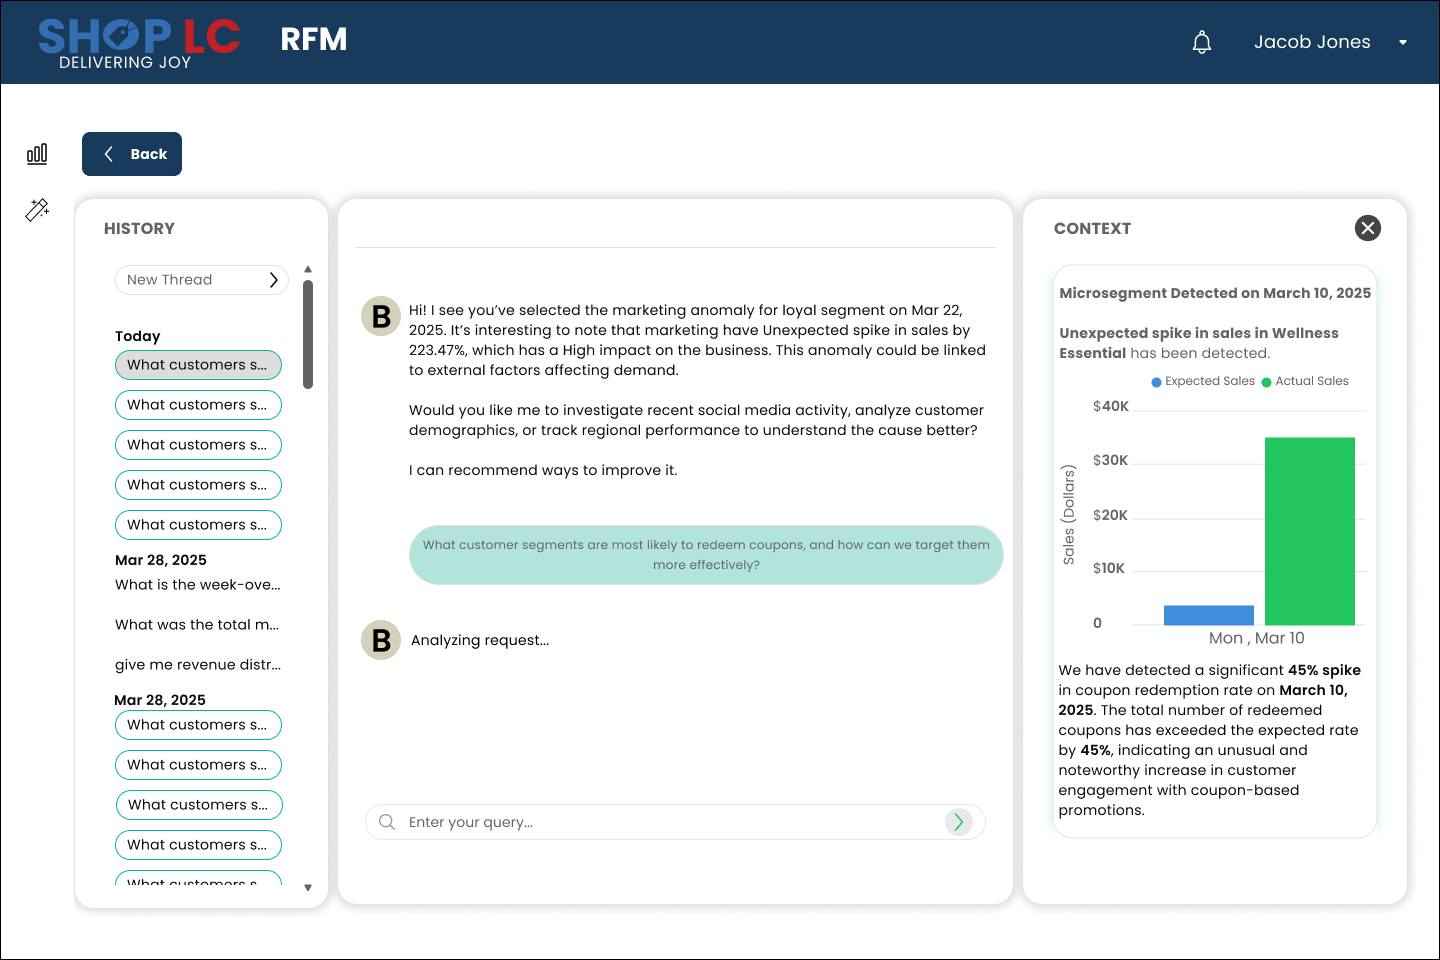 SHOP LC
DELIVERING JOY
RFM
Jacob Jones
Back
HISTORY
New Thread
Today
What customers s...
What customers s...
What customers s...
What customers s...
What customers s...
Mar 28, 2025
What is the week-ove...
What was the total m...
give me revenue distr...
Mar 28, 2025
What customers s...
What customers s...
What customers s...
What customers s...
What customers s...
B
Hi! I see you’ve selected the marketing anomaly for loyal segment on Mar 22,
2025. It’s interesting to note that marketing have Unexpected spike in sales by
223.47%, which has a High impact on the business. This anomaly could be linked
to external factors affecting demand.
Would you like me to investigate recent social media activity, analyze customer
demographics, or track regional performance to understand the cause better?
I can recommend ways to improve it.
What customer segments are most likely to redeem coupons, and how can we target them
more effectively?
B
Analyzing request...
Enter your query...
CONTEXT
Microsegment Detected on March 10, 2025
Unexpected spike in sales in Wellness
Essential has been detected.
Expected Sales
Actual Sales
Sales (Dollars)
$40K
$30K
$20K
$10K
0
Mon , Mar 10
We have detected a significant 45% spike
in coupon redemption rate on March 10,
2025. The total number of redeemed
coupons has exceeded the expected rate
by 45%, indicating an unusual and
noteworthy increase in customer
engagement with coupon-based
promotions.